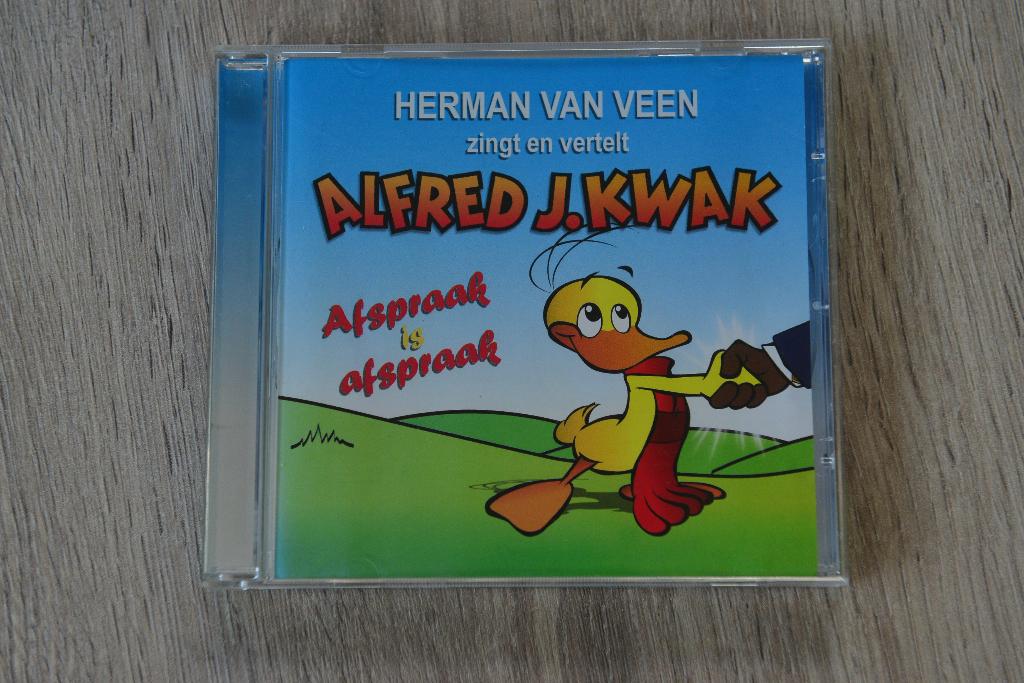 HERMAN VAN VEEN
zingt en vertelt
ALFRED J. KWAK
Afspraak
is
afspraak